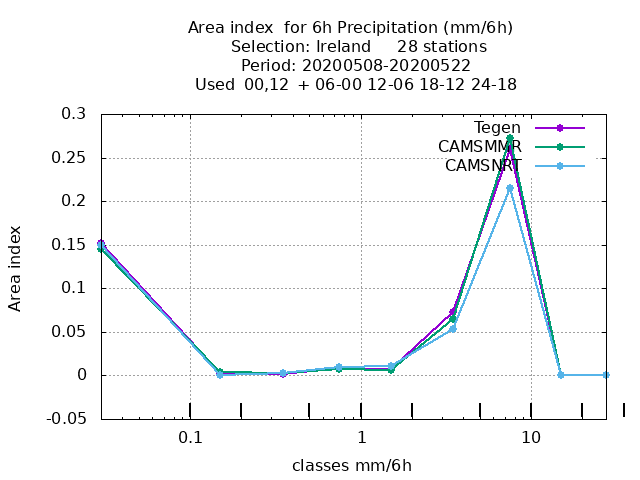 Area index  for 6h Precipitation (mm/6h)
Selection: Ireland     28 stations
Period: 20200508-20200522
Used  00,12  + 06-00 12-06 18-12 24-18
Tegen
CAMSMMR
CAMSNRT
0.3
0.25
0.2
0.15
0.1
0.05
0
-0.05
Area index
0.1 1 10
classes mm/6h